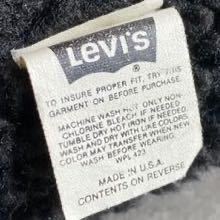 LEVI'S
TO INSURE PROPER FIT, TRY THIS
GARMENT ON BEFORE PURCHASE
MACHINE WASH HOT ONLY NON-
CHLORINE BLEACH IF NEEDED
TUMBLE DRY HOT IRON IF NEEDED
WASH AND DRY WITH LIKE COLORS
COLOR MAY TRANSFER WHEN NEW
WASH BEFORE WEARING
WPL 423
MADE IN U.S.A.
CONTENTS ON REVERSE